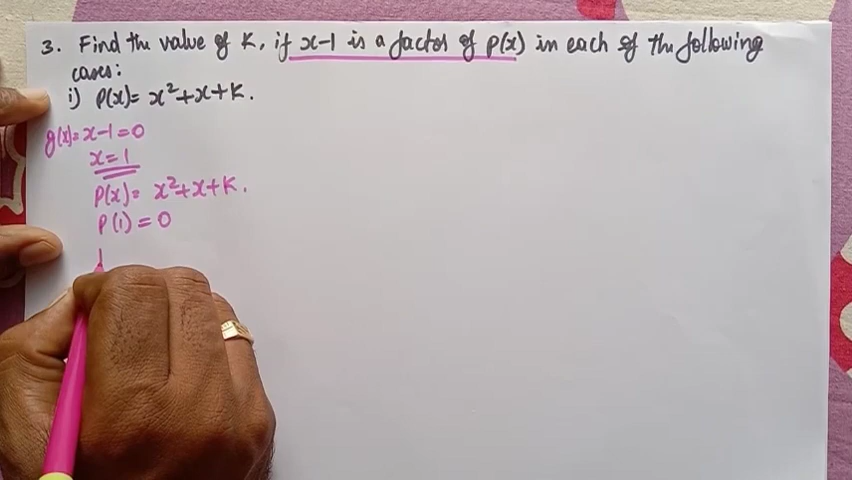 3. Find the value of K, if x-1 is a factor of p(x) in each of the following
cases:
i) p(x)= x²+x+K.
g(x)= x-1=0
x=1
P(x)= x²+x+K.
P(1)=0
1